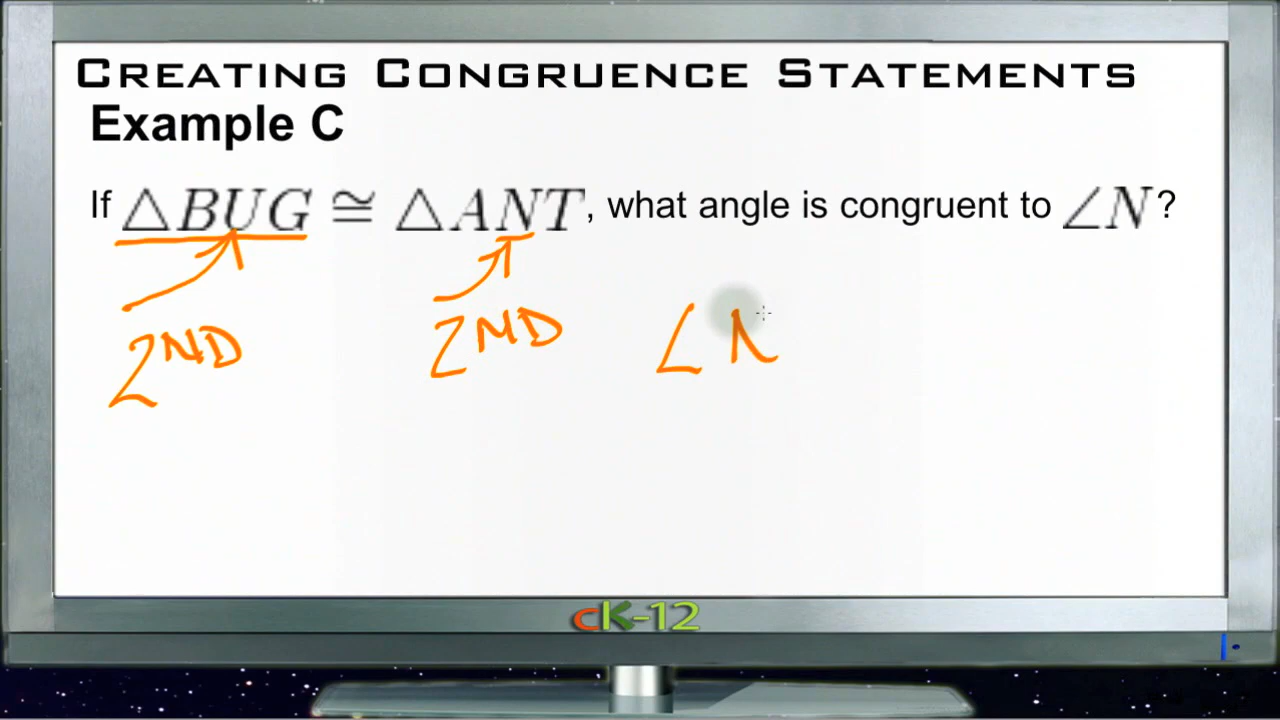 CREATING CONGRUENCE STATEMENTS
Example C
If △BUG ≅ △ANT, what angle is congruent to ∠N?
2ND 2ND ∠N
cK-12